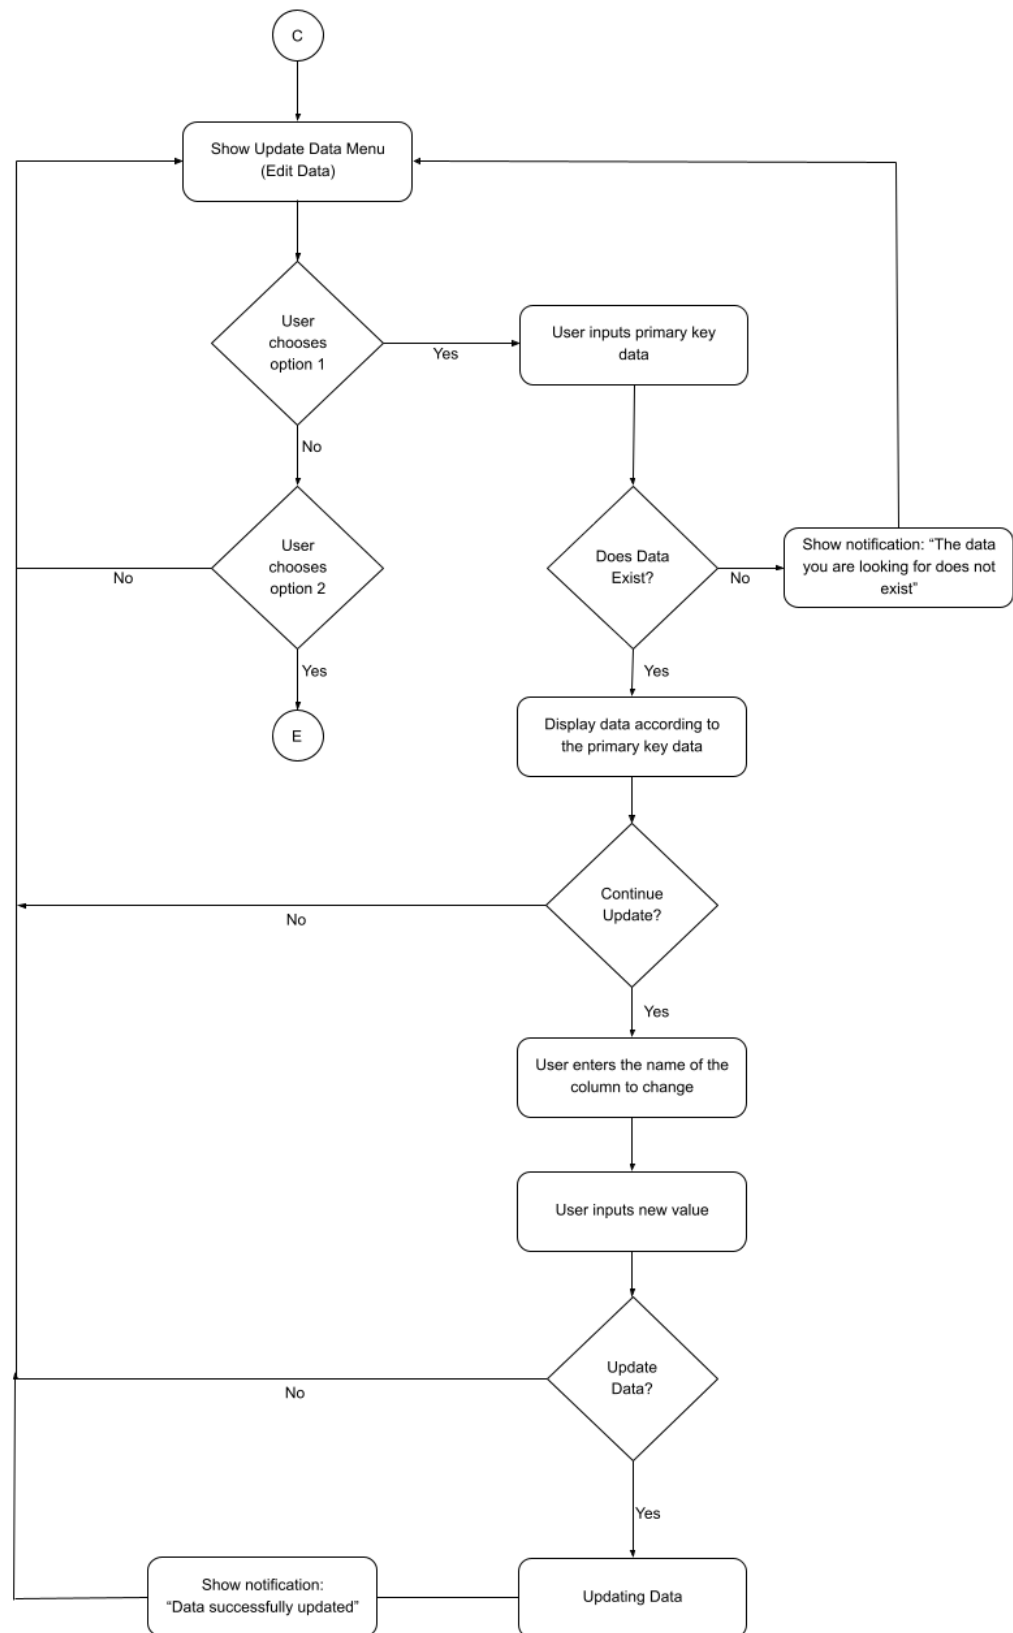 C
Show Update Data Menu
(Edit Data)
User
chooses
option 1
Yes
User inputs primary key
data
No
User
chooses
option 2
No
Yes
E
Does Data
Exist?
No
Show notification: “The data
you are looking for does not
exist”
Yes
Display data according to
the primary key data
Continue
Update?
No
Yes
User enters the name of the
column to change
User inputs new value
Update
Data?
No
Yes
Updating Data
Show notification:
“Data successfully updated”